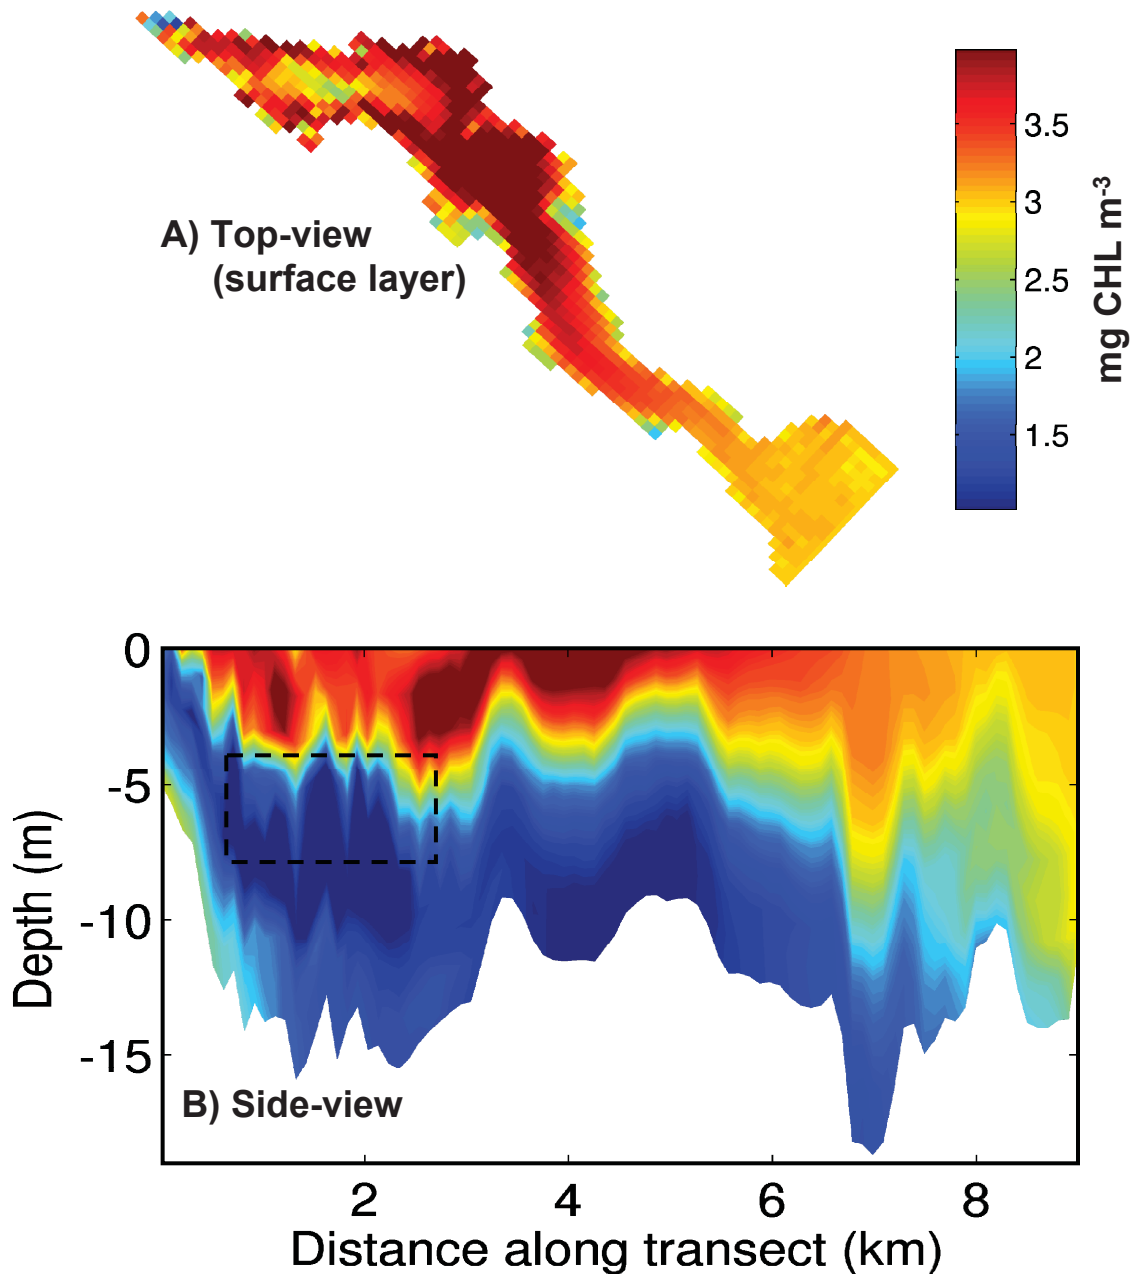 A) Top-view
(surface layer)
3.5
3
2.5
2
1.5
mg CHL m⁻³
0
-5
-10
-15
Depth (m)
B) Side-view
2
4
6
8
Distance along transect (km)